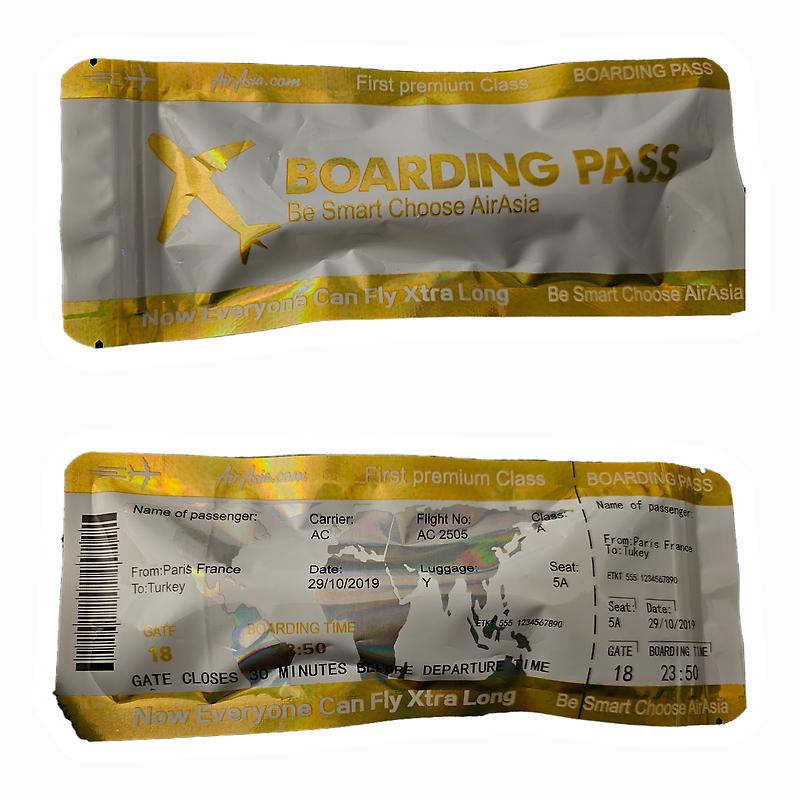 AirAsia.com First premium Class BOARDING PASS
BOARDING PASS
Be Smart Choose AirAsia
Now Everyone Can Fly Xtra Long Be Smart Choose AirAsia
AirAsia.com First premium Class BOARDING PASS
Name of passenger: Carrier: Flight No: Class:
AC AC 2505 A
From:Paris France Date: Luggage: Seat:
To:Turkey 29/10/2019 Y 5A
ETKT 555 1234567890
GATE BOARDING TIME
18 23:50
GATE CLOSES 30 MINUTES BEFORE DEPARTURE TIME
Name of passenger:
From:Paris France
To:Tukey
ETKT 555 1234567890
Seat: Date:
5A 29/10/2019
GATE BOARDING TIME
18 23:50
Now Everyone Can Fly Xtra Long Be Smart Choose AirAsia